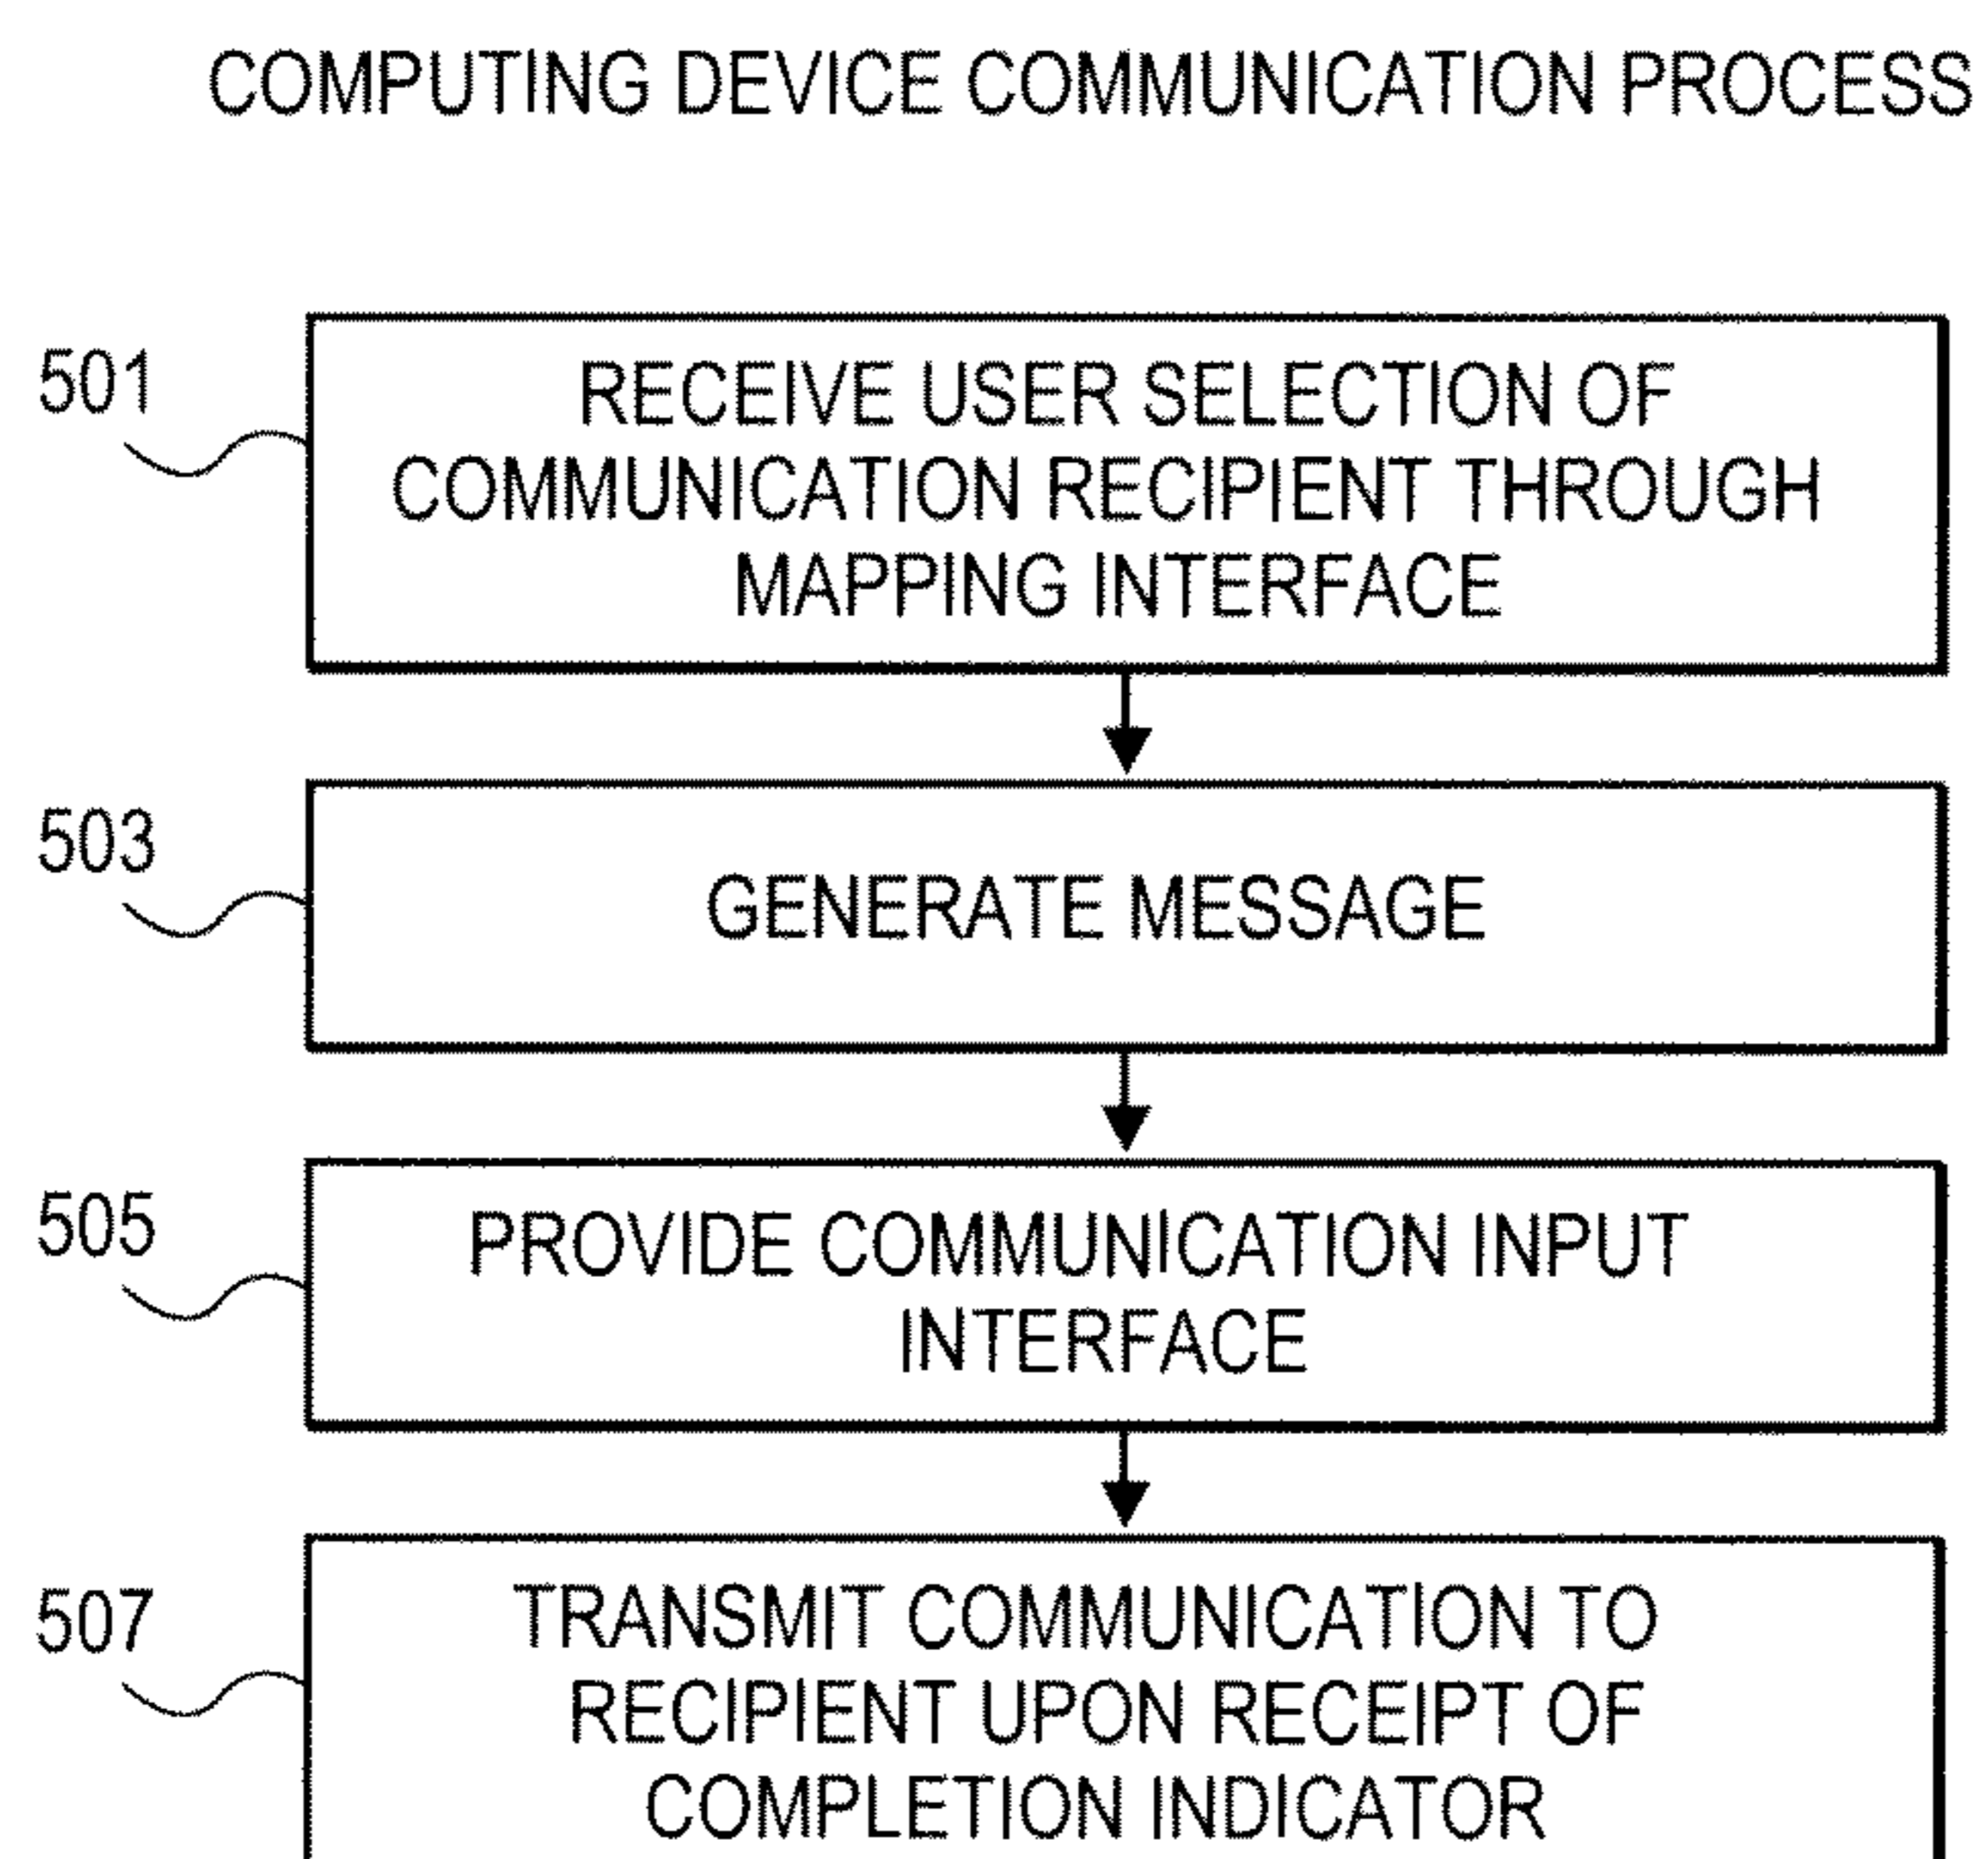 COMPUTING DEVICE COMMUNICATION PROCESS
501
RECEIVE USER SELECTION OF
COMMUNICATION RECIPIENT THROUGH
MAPPING INTERFACE
503
GENERATE MESSAGE
505
PROVIDE COMMUNICATION INPUT
INTERFACE
507
TRANSMIT COMMUNICATION TO
RECIPIENT UPON RECEIPT OF
COMPLETION INDICATOR